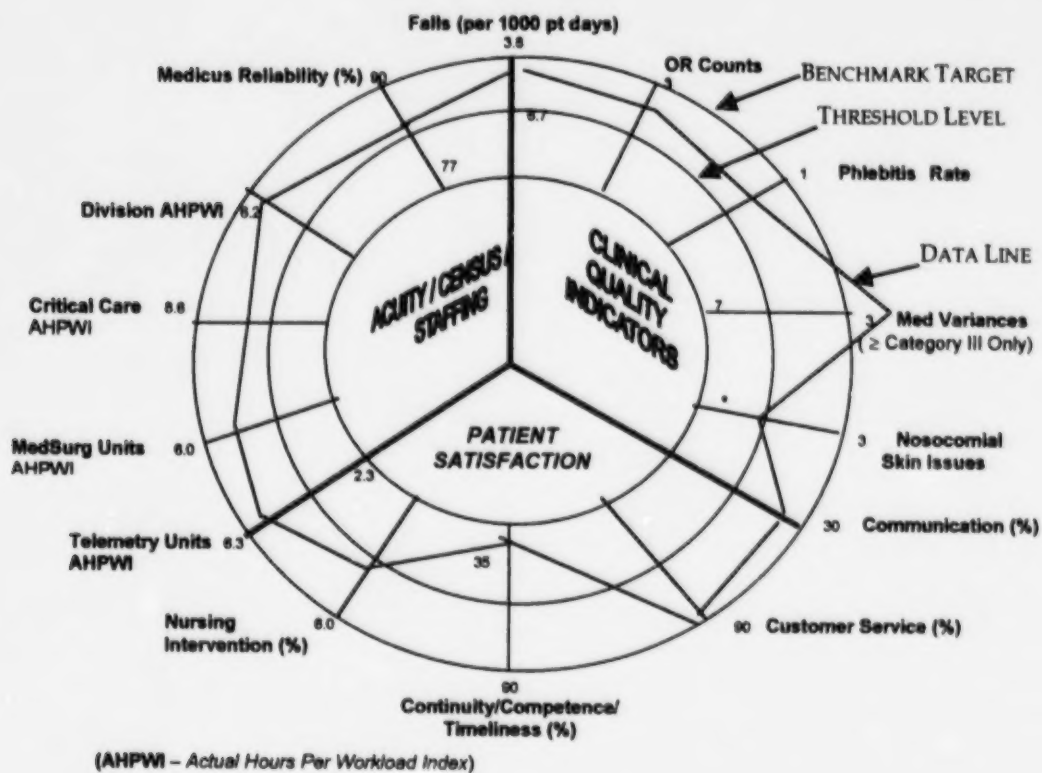 Falls (per 1000 pt days)
3.8
Medicus Reliability (%) 90
OR Counts
3
BENCHMARK TARGET
THRESHOLD LEVEL
6.7
77
1 Phlebitis Rate
Division AHPWI 6.2
DATA LINE
ACUITY / CENSUS /
STAFFING
CLINICAL
QUALITY
INDICATORS
Critical Care 8.6
AHPWI
7
3 Med Variances
( ≥ Category III Only)
*
MedSurg Units 6.0
AHPWI
PATIENT
SATISFACTION
3 Nosocomial
Skin Issues
2.3
30 Communication (%)
Telemetry Units 6.3
AHPWI
35
Nursing 8.0
Intervention (%)
90 Customer Service (%)
90
Continuity/Competence/
Timeliness (%)
(AHPWI – Actual Hours Per Workload Index)